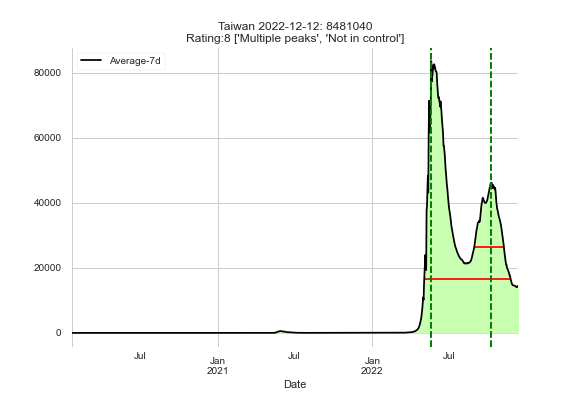 Taiwan 2022-12-12: 8481040
Rating:8 ['Multiple peaks', 'Not in control']
Average-7d
80000
60000
40000
20000
0
Jul
Jan
2021
Jul
Jan
2022
Jul
Date